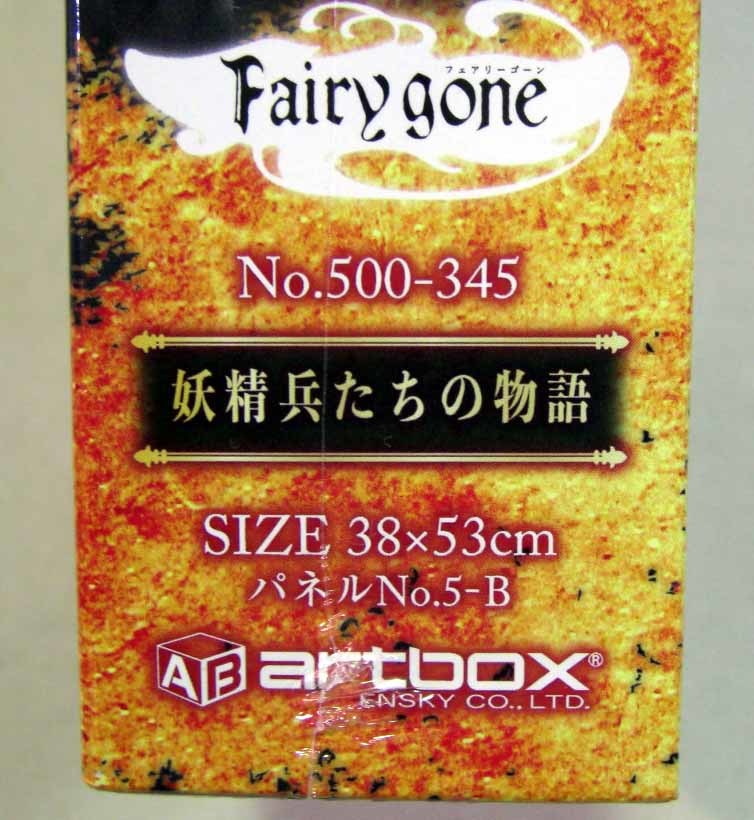 フェアリーゴーン
Fairy gone
No.500-345
妖精兵たちの物語
SIZE 38×53cm
パネルNo.5-B
AB artbox®
ENSKY CO., LTD.